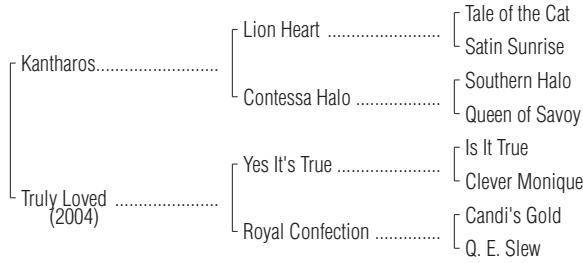 Tale of the Cat
Lion Heart ......................
Satin Sunrise
Kantharos........................
Southern Halo
Contessa Halo ................
Queen of Savoy
Is It True
Yes It's True ....................
Clever Monique
Truly Loved ....................
(2004)
Candi's Gold
Royal Confection .............
Q. E. Slew